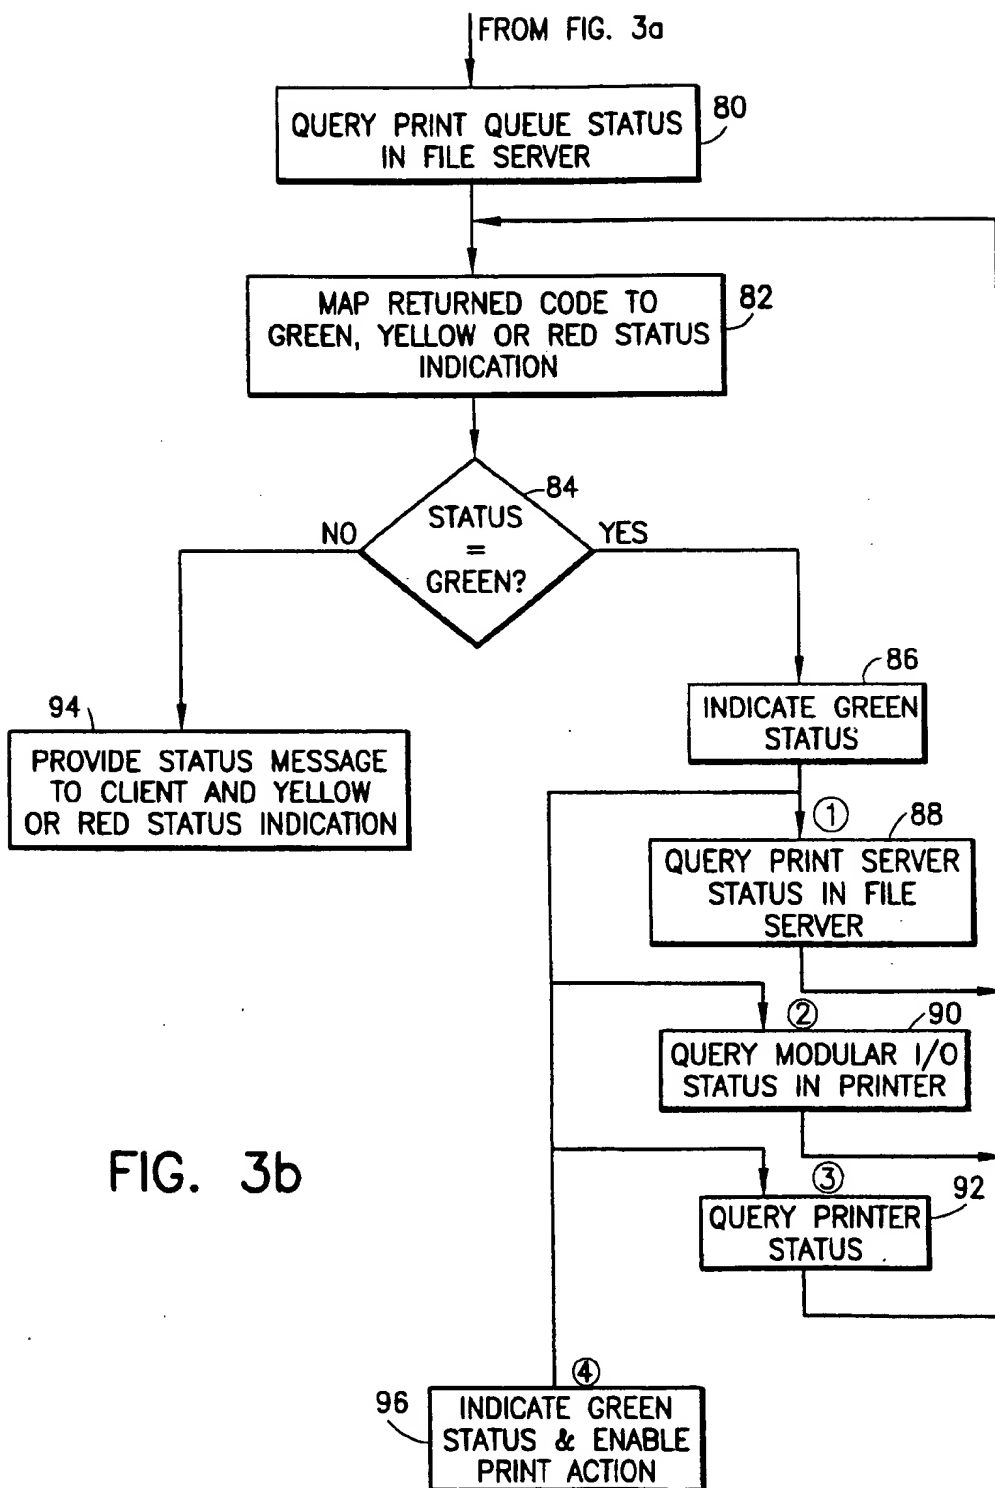 FROM FIG. 3a
80
QUERY PRINT QUEUE STATUS
IN FILE SERVER
82
MAP RETURNED CODE TO
GREEN, YELLOW OR RED STATUS
INDICATION
84
STATUS
=
GREEN?
NO
YES
86
INDICATE GREEN
STATUS
94
PROVIDE STATUS MESSAGE
TO CLIENT AND YELLOW
OR RED STATUS INDICATION
①
88
QUERY PRINT SERVER
STATUS IN FILE
SERVER
②
90
QUERY MODULAR I/O
STATUS IN PRINTER
③
92
QUERY PRINTER
STATUS
FIG. 3b
④
96
INDICATE GREEN
STATUS & ENABLE
PRINT ACTION